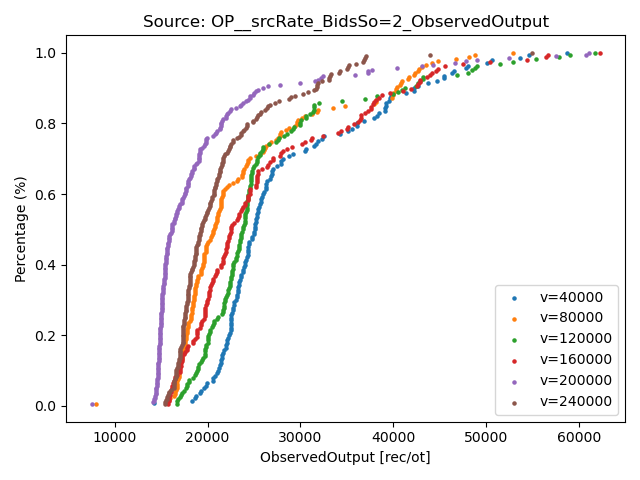 Source: OP__srcRate_BidsSo=2_ObservedOutput
1.0
0.8
0.6
0.4
0.2
0.0
Percentage (%)
v=40000
v=80000
v=120000
v=160000
v=200000
v=240000
10000 20000 30000 40000 50000 60000
ObservedOutput [rec/ot]